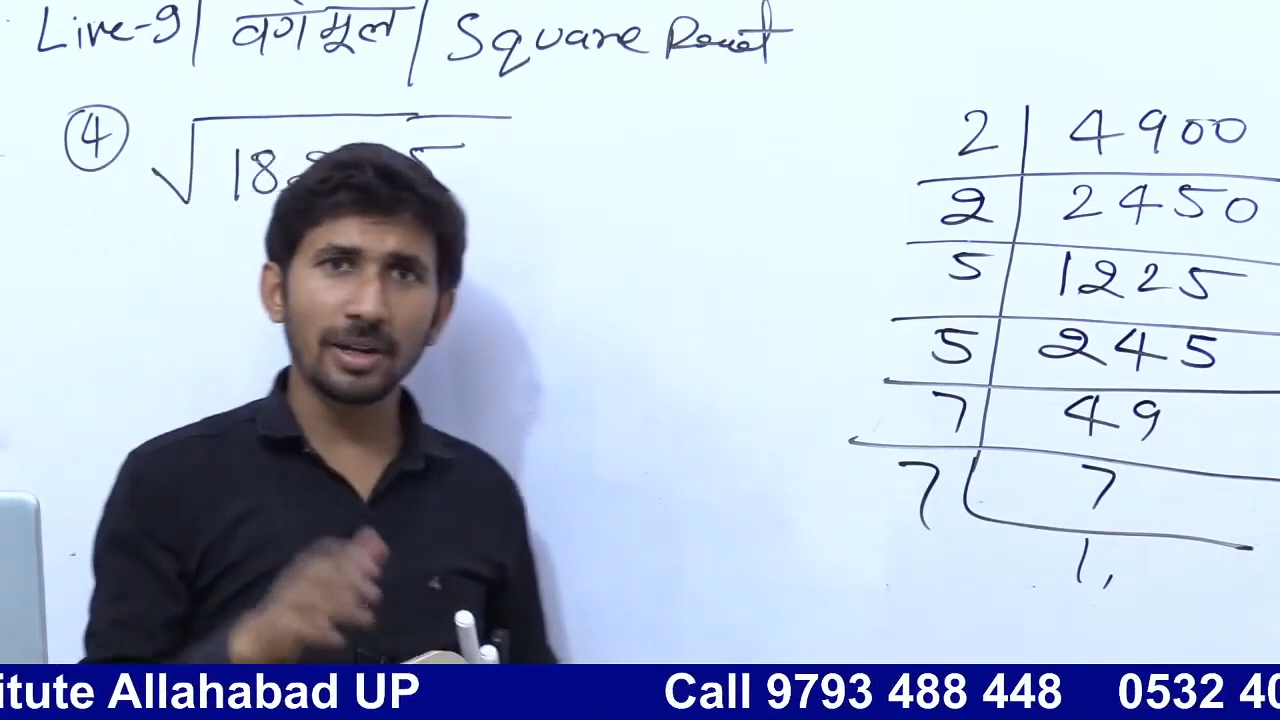 Live-9| वर्गमूल | Square Root
④ √18
2 | 4900
2 | 2450
5 | 1225
5 | 245
7 | 49
7 | 7
1,
itute Allahabad UP Call 9793 488 448 0532 40